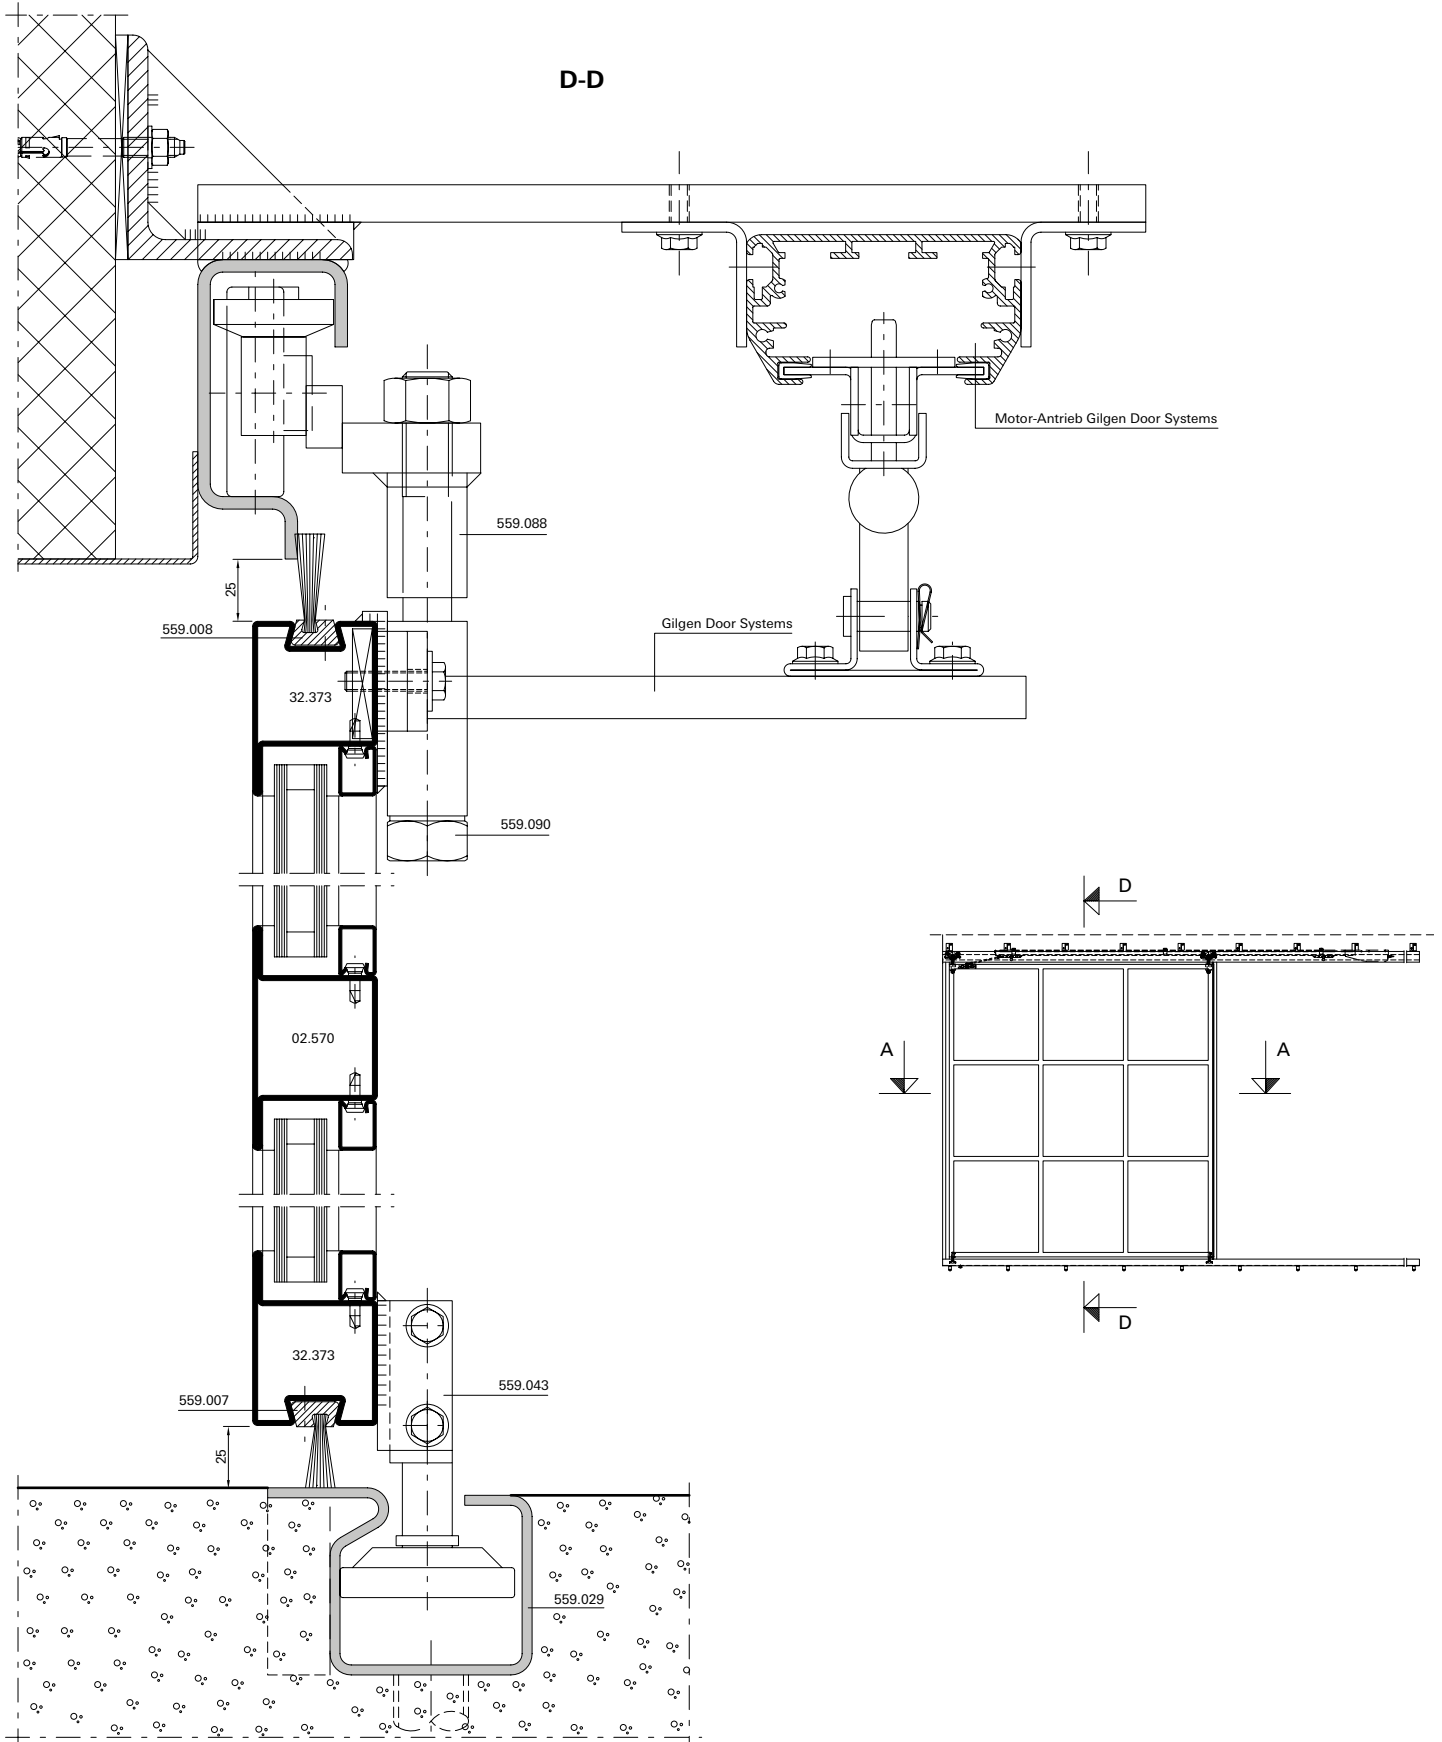 D-D
Motor-Antrieb Gilgen Door Systems
559.088
25
559.008
Gilgen Door Systems
32.373
559.090
D
02.570
A
A
D
32.373
559.043
559.007
25
559.029